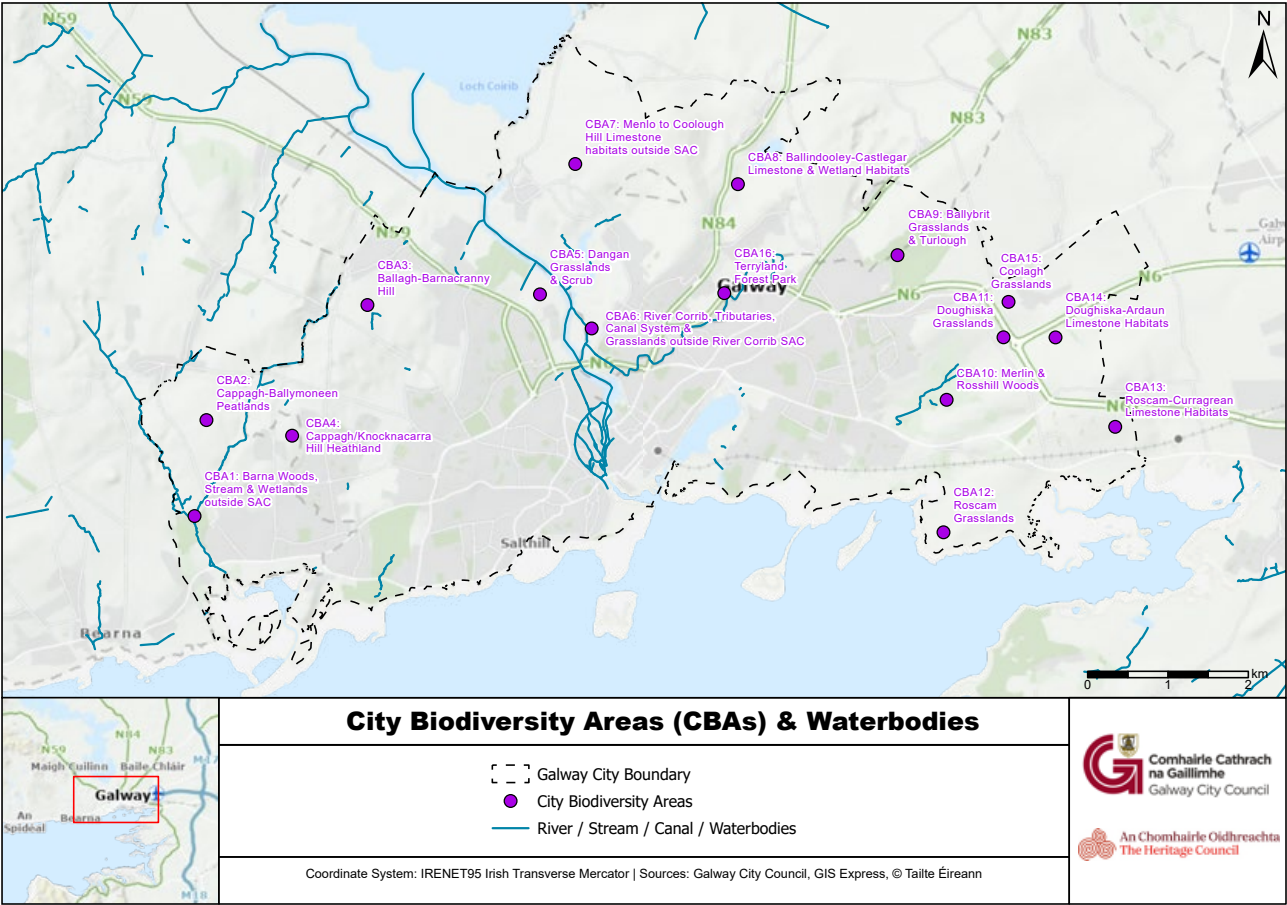 N59
N83
N
Loch Coirib
N59
N83
CBA7: Menlo to Coolough
Hill Limestone
habitats outside SAC
CBA8: Ballindooley-Castlegar
Limestone & Wetland Habitats
N84
N59
CBA9: Ballybrit
Grasslands
& Turlough
CBA5: Dangan
Grasslands
& Scrub
CBA16:
Terryland
Forest Park
Galway
CBA3:
Ballagh-Barnacranny
Hill
CBA15:
Coolagh
Grasslands
N6
N6
CBA11:
Doughiska
Grasslands
CBA14:
Doughiska-Ardaun
Limestone Habitats
CBA6: River Corrib, Tributaries,
Canal System &
Grasslands outside River Corrib SAC
N6
CBA2:
Cappagh-Ballymoneen
Peatlands
CBA10: Merlin &
Rosshill Woods
CBA13:
Roscam-Curragrean
Limestone Habitats
CBA4:
Cappagh/Knocknacarra
Hill Heathland
CBA1: Barna Woods,
Stream & Wetlands
outside SAC
CBA12:
Roscam
Grasslands
Salthill
Bearna
km
0 1 2
N84
N59
N83
M17
Maigh Cuilinn Baile Chláir
Galway
An
Spidéal
Bearna
M18
City Biodiversity Areas (CBAs) & Waterbodies
Galway City Boundary
City Biodiversity Areas
River / Stream / Canal / Waterbodies
Coordinate System: IRENET95 Irish Transverse Mercator | Sources: Galway City Council, GIS Express, © Tailte Éireann
Comhairle Cathrach
na Gaillimhe
Galway City Council
An Chomhairle Oidhreachta
The Heritage Council